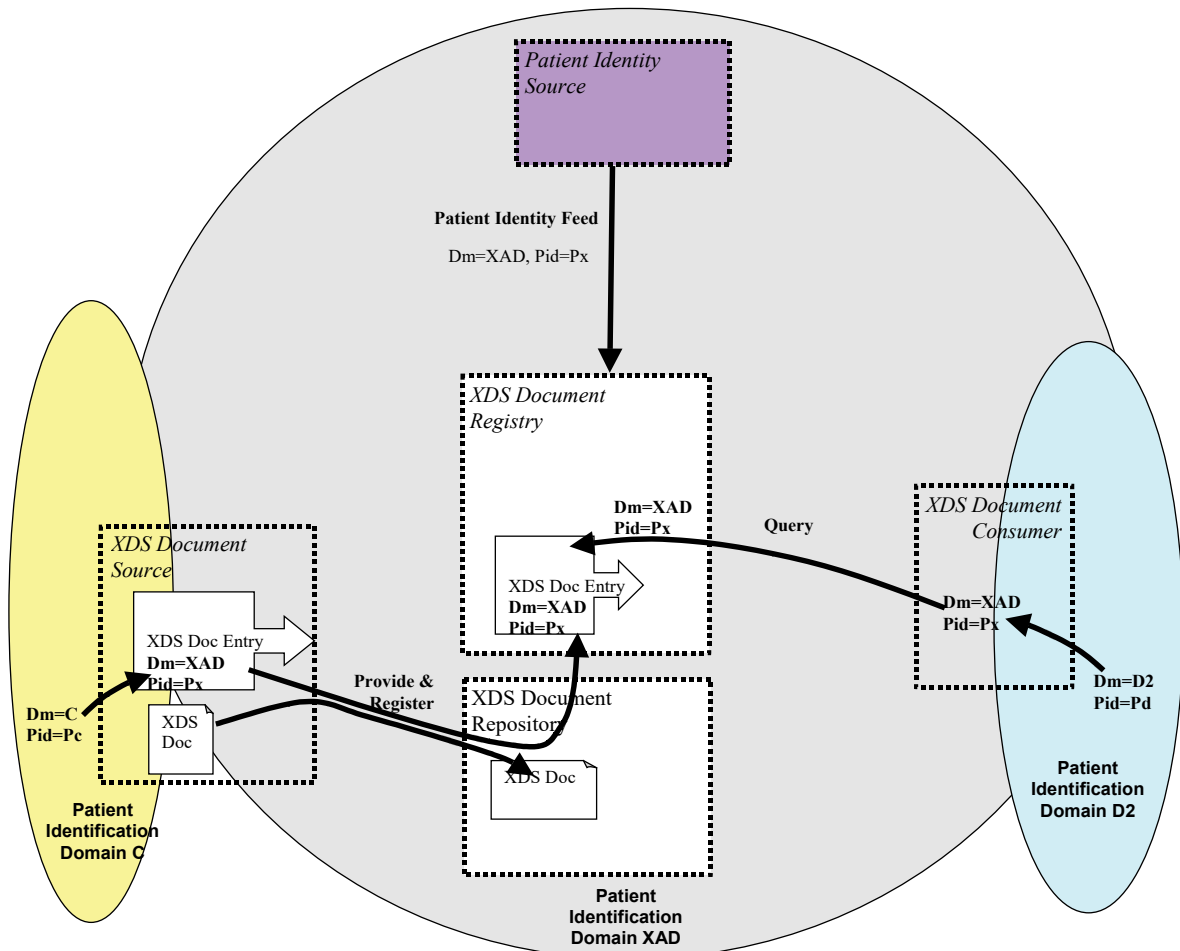 Patient Identity
Source
Patient Identity Feed
Dm=XAD, Pid=Px
XDS Document
Registry
Dm=XAD
Pid=Px
XDS Doc Entry
Dm=XAD
Pid=Px
Query
XDS Document
Consumer
Dm=XAD
Pid=Px
Dm=D2
Pid=Pd
Patient
Identification
Domain D2
XDS Document
Source
XDS Doc Entry
Dm=XAD
Pid=Px
Dm=C
Pid=Pc
XDS
Doc
Patient
Identification
Domain C
Provide &
Register
XDS Document
Repository
XDS Doc
Patient
Identification
Domain XAD